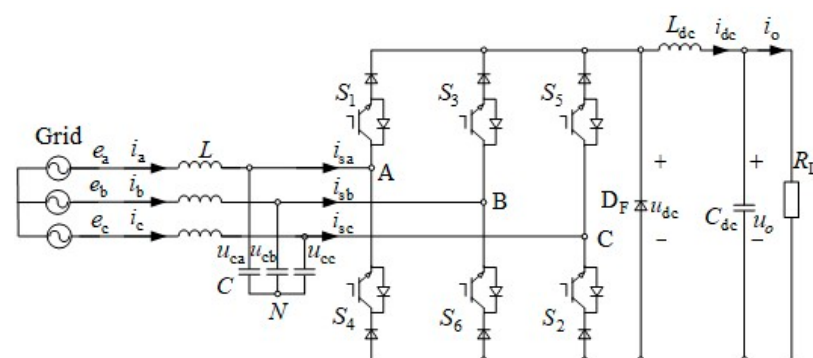 L_dc i_dc i_o
S_1 S_3 S_5
Grid
e_a i_a L i_sa A
e_b i_b i_sb B
e_c i_c i_sc C
D_F + u_dc − C_dc + u_o − R_L
u_ca u_cb u_cc
C N
S_4 S_6 S_2